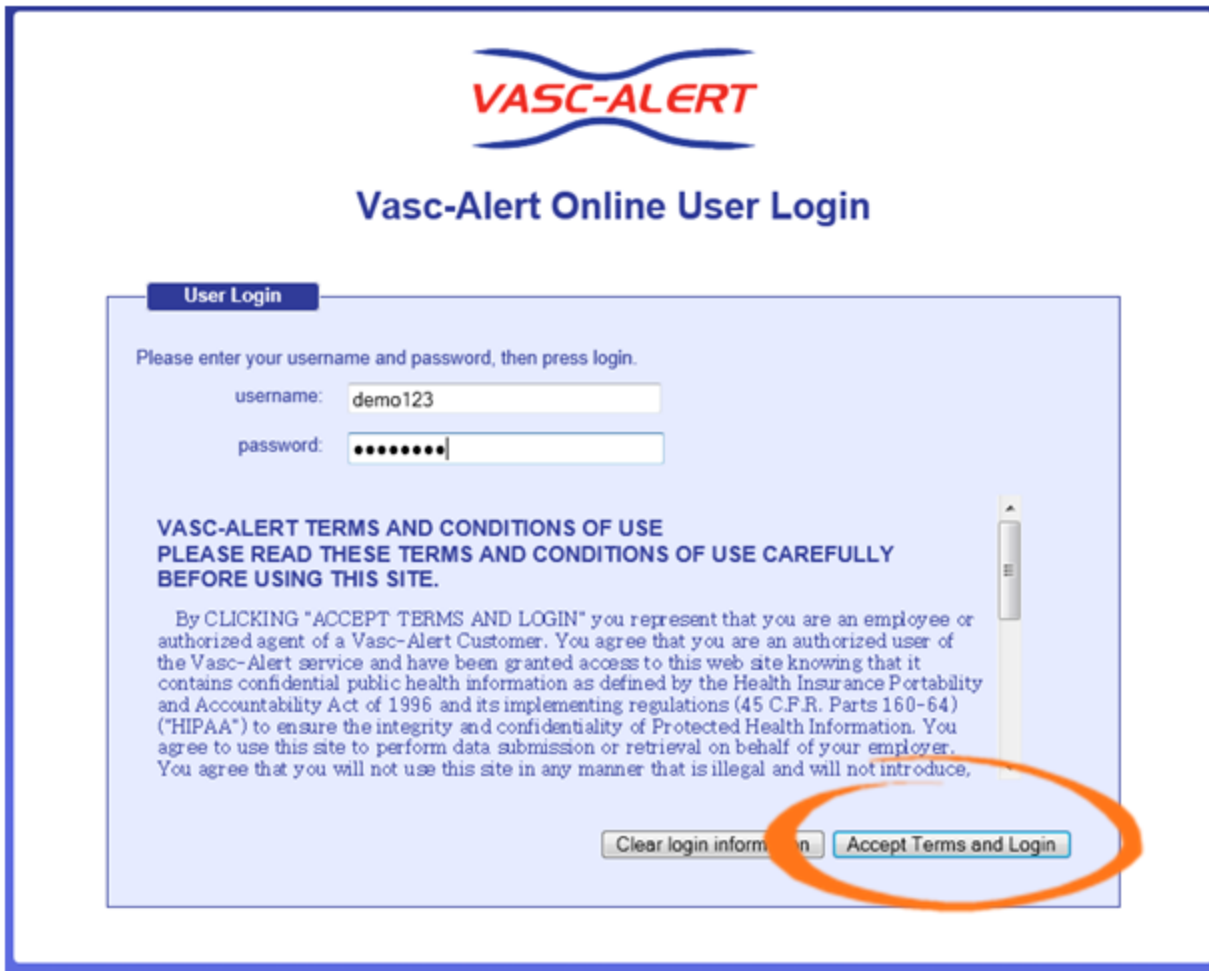 VASC-ALERT
Vasc-Alert Online User Login
User Login
Please enter your username and password, then press login.
username: demo123
password: ••••••••
VASC-ALERT TERMS AND CONDITIONS OF USE
PLEASE READ THESE TERMS AND CONDITIONS OF USE CAREFULLY
BEFORE USING THIS SITE.
By CLICKING "ACCEPT TERMS AND LOGIN" you represent that you are an employee or
authorized agent of a Vasc-Alert Customer. You agree that you are an authorized user of
the Vasc-Alert service and have been granted access to this web site knowing that it
contains confidential public health information as defined by the Health Insurance Portability
and Accountability Act of 1996 and its implementing regulations (45 C.F.R. Parts 160-64)
("HIPAA") to ensure the integrity and confidentiality of Protected Health Information. You
agree to use this site to perform data submission or retrieval on behalf of your employer.
You agree that you will not use this site in any manner that is illegal and will not introduce,
Clear login information Accept Terms and Login